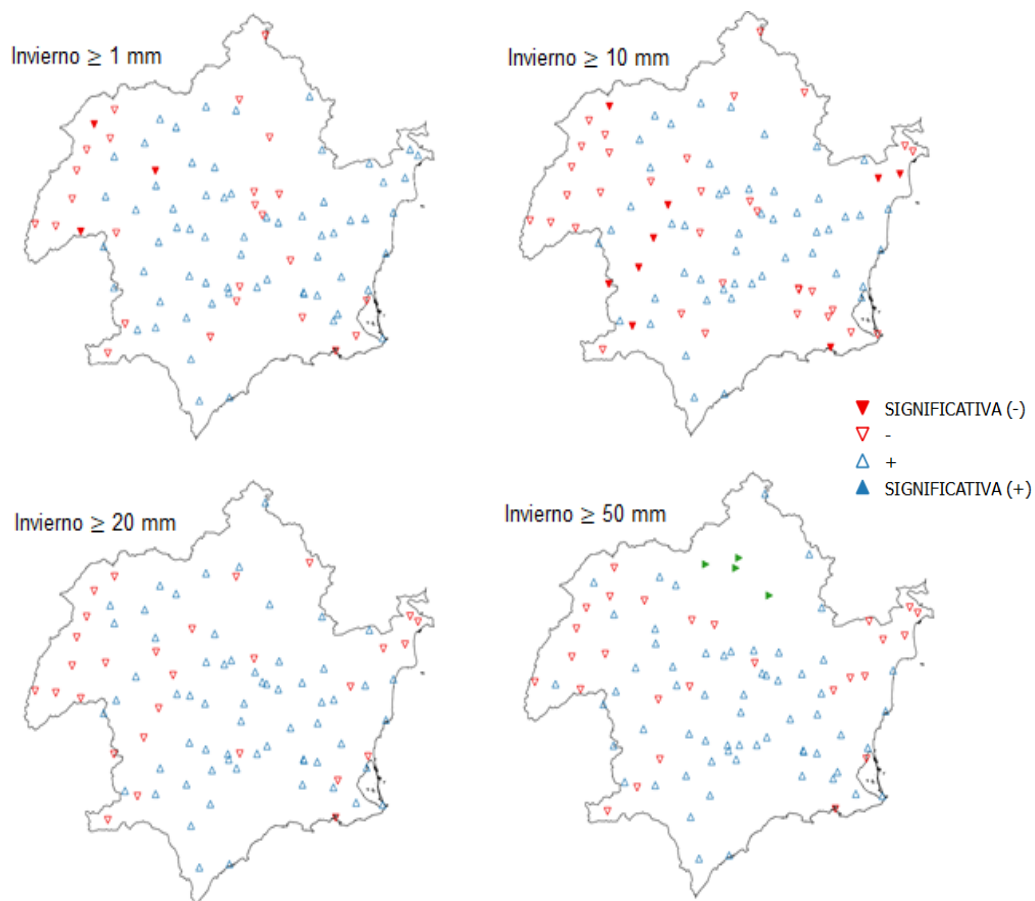 Invierno ≥ 1 mm
Invierno ≥ 10 mm
SIGNIFICATIVA (-)
-
+
SIGNIFICATIVA (+)
Invierno ≥ 20 mm
Invierno ≥ 50 mm